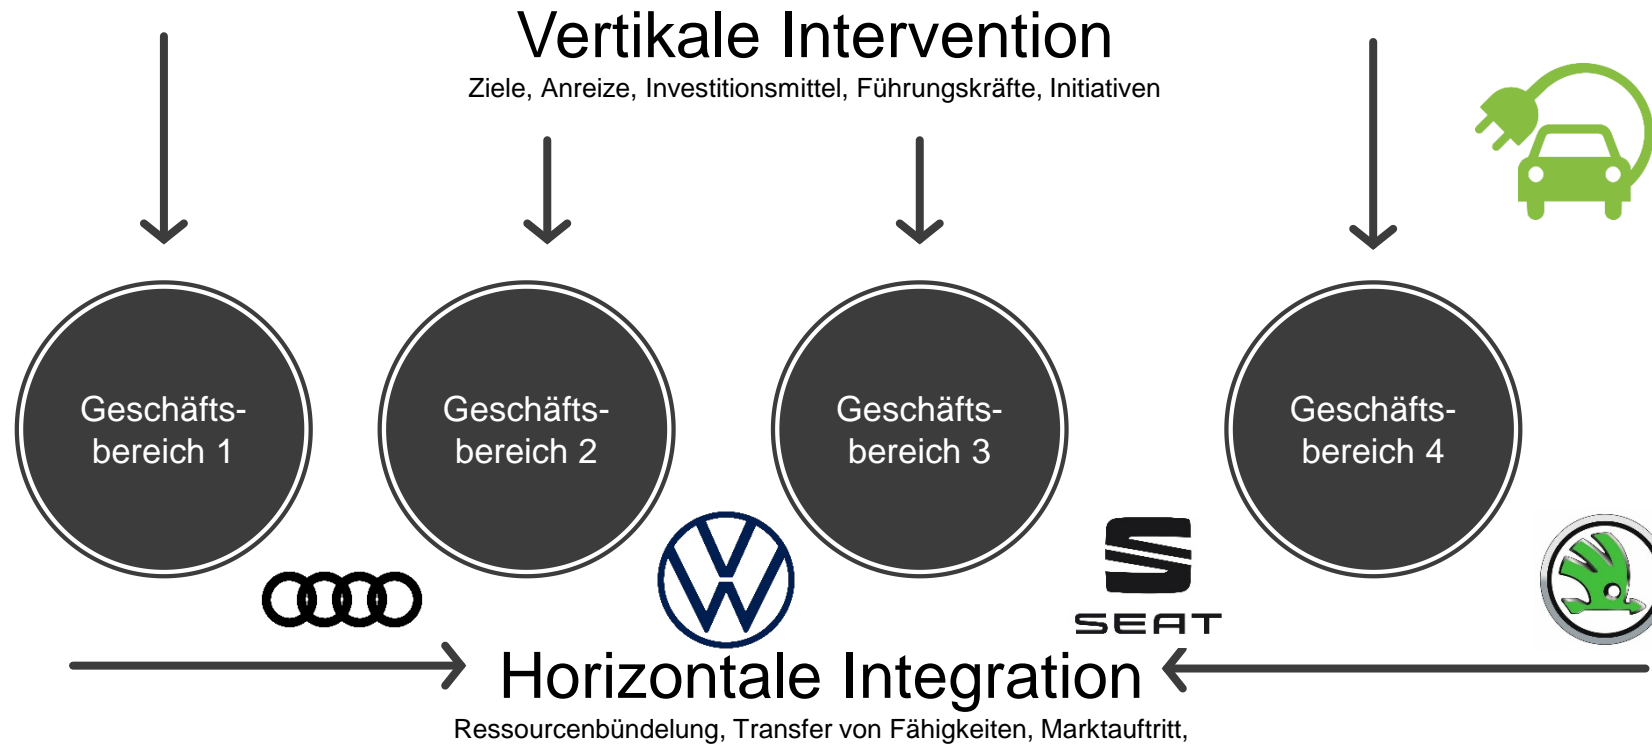 Vertikale Intervention
Ziele, Anreize, Investitionsmittel, Führungskräfte, Initiativen
Geschäfts-
bereich 1
Geschäfts-
bereich 2
Geschäfts-
bereich 3
Geschäfts-
bereich 4
SEAT
Horizontale Integration
Ressourcenbündelung, Transfer von Fähigkeiten, Marktauftritt,